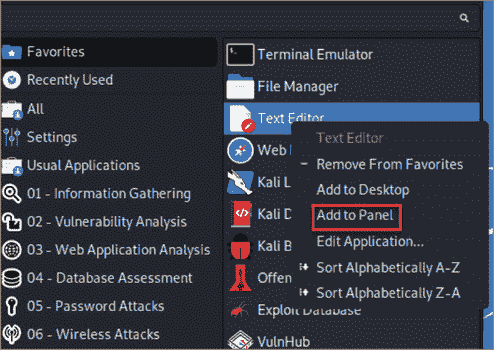 Favorites
Recently Used
All
Settings
Usual Applications
01 - Information Gathering
02 - Vulnerability Analysis
03 - Web Application Analysis
04 - Database Assessment
05 - Password Attacks
06 - Wireless Attacks
Terminal Emulator
File Manager
Text Editor
Web
Kali L
Kali D
Kali B
Offen
Exploit Database
VulnHub
Text Editor
Remove From Favorites
Add to Desktop
Add to Panel
Edit Application...
Sort Alphabetically A-Z
Sort Alphabetically Z-A